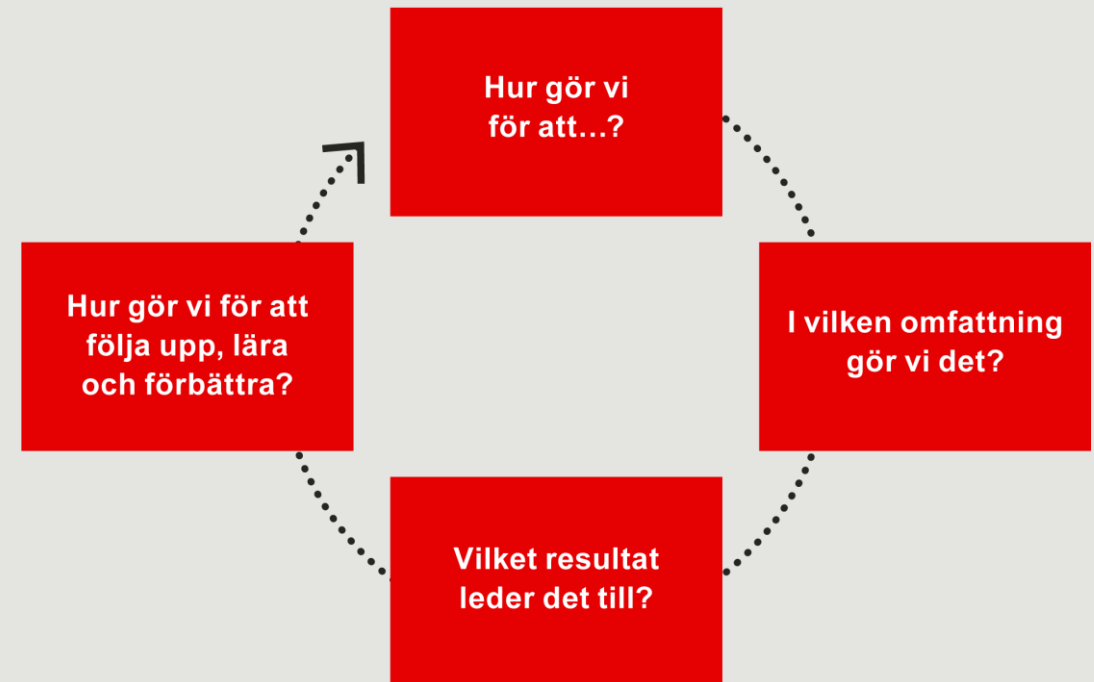 Hur gör vi
för att...?
I vilken omfattning
gör vi det?
Vilket resultat
leder det till?
Hur gör vi för att
följa upp, lära
och förbättra?